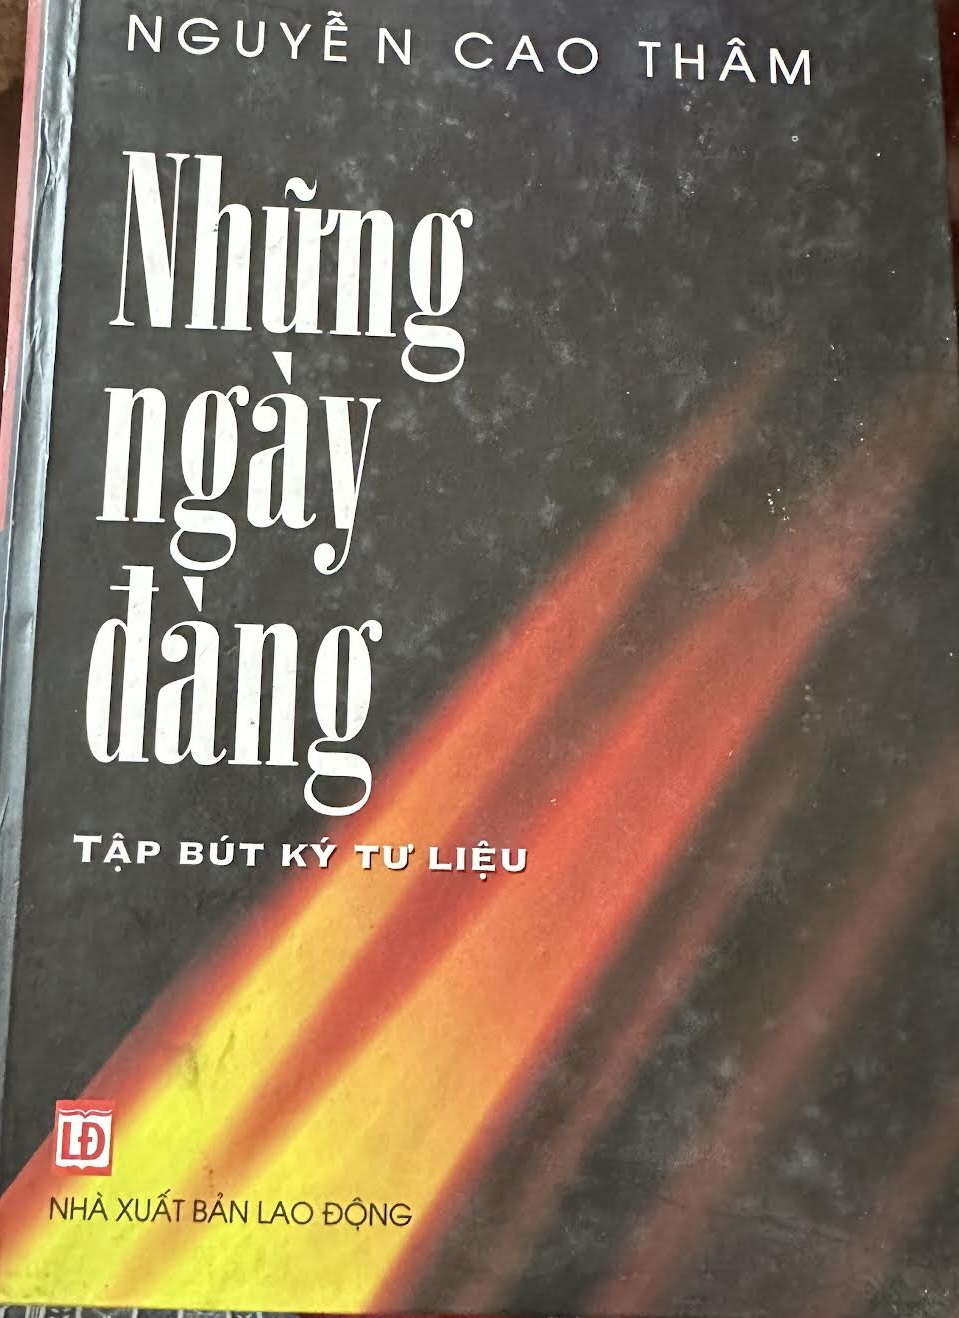 NGUYỄN CAO THÂM
Những
ngày
đàng
TẬP BÚT KÝ TƯ LIỆU
LĐ
NHÀ XUẤT BẢN LAO ĐỘNG